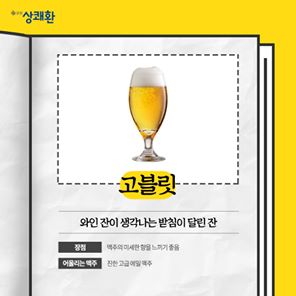 상쾌환
고블릿
와인 잔이 생각나는 받침이 달린 잔
장점 맥주의 미세한 향을 느끼기 좋음
어울리는 맥주 진한 고급 에일 맥주